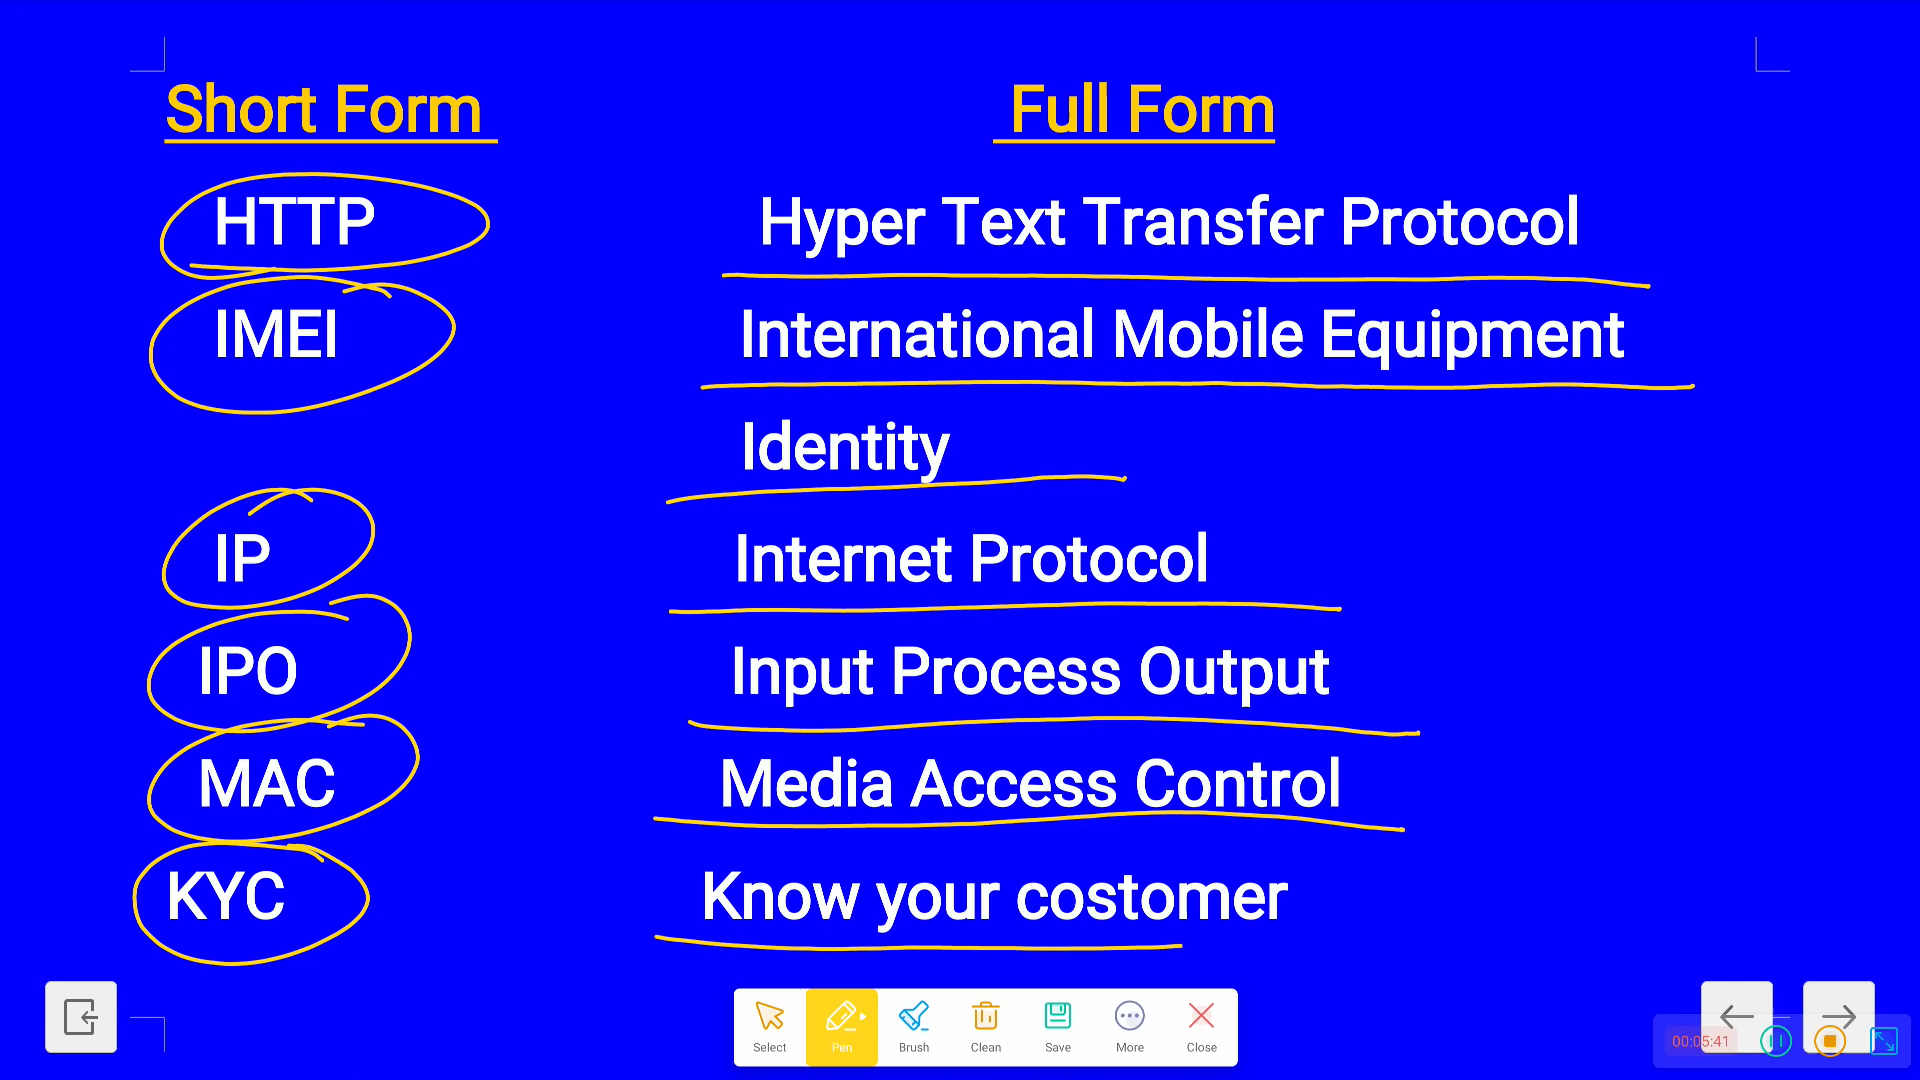 Short Form Full Form
HTTP Hyper Text Transfer Protocol
IMEI International Mobile Equipment
Identity
IP Internet Protocol
IPO Input Process Output
MAC Media Access Control
KYC Know your costomer
Select Pen Brush Clean Save More Close
00:05:41